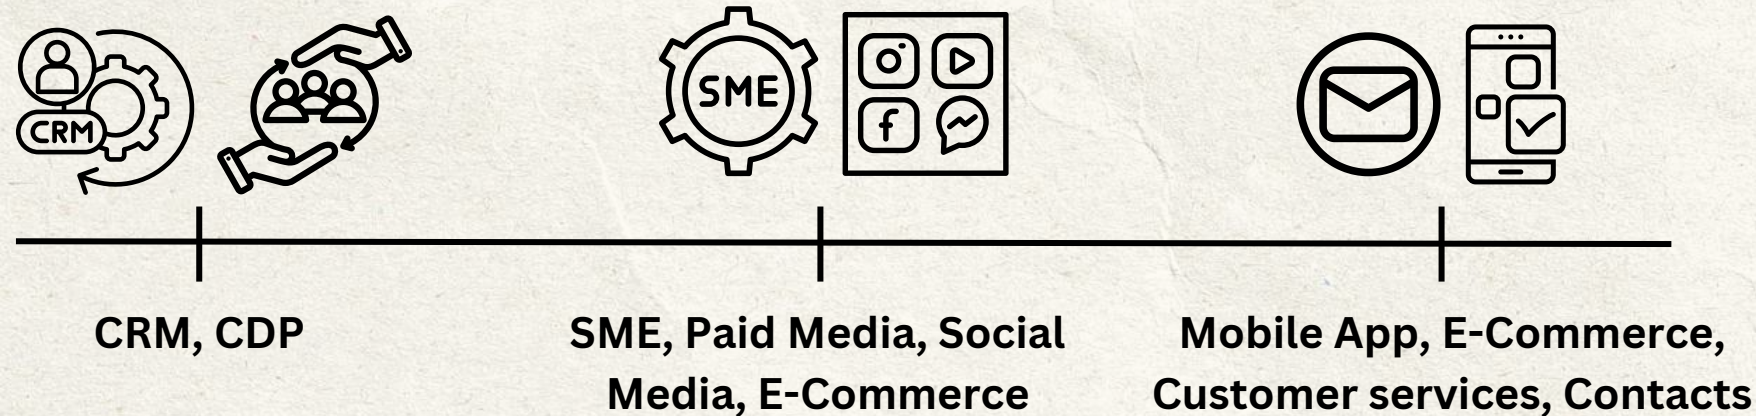 CRM
SME
CRM, CDP
SME, Paid Media, Social
Media, E-Commerce
Mobile App, E-Commerce,
Customer services, Contacts